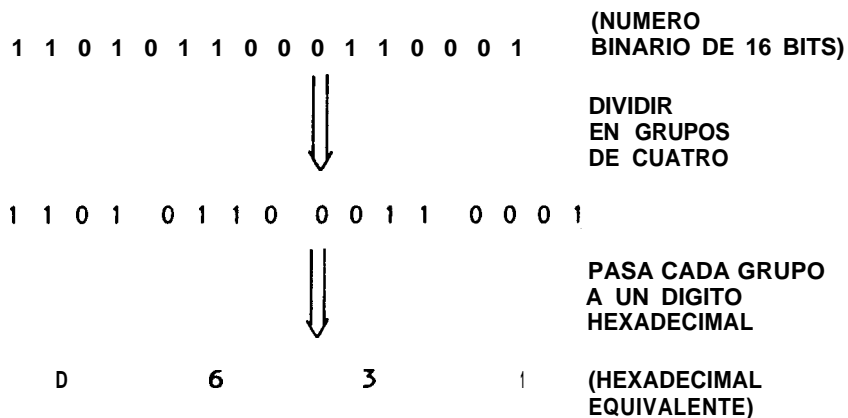 (NUMERO
1 1 0 1 0 1 1 0 0 0 1 1 0 0 0 1 BINARIO DE 16 BITS)
DIVIDIR
EN GRUPOS
DE CUATRO
1 1 0 1 0 1 1 0 0 0 1 1 0 0 0 1
PASA CADA GRUPO
A UN DIGITO
HEXADECIMAL
D 6 3 1 (HEXADECIMAL
EQUIVALENTE)